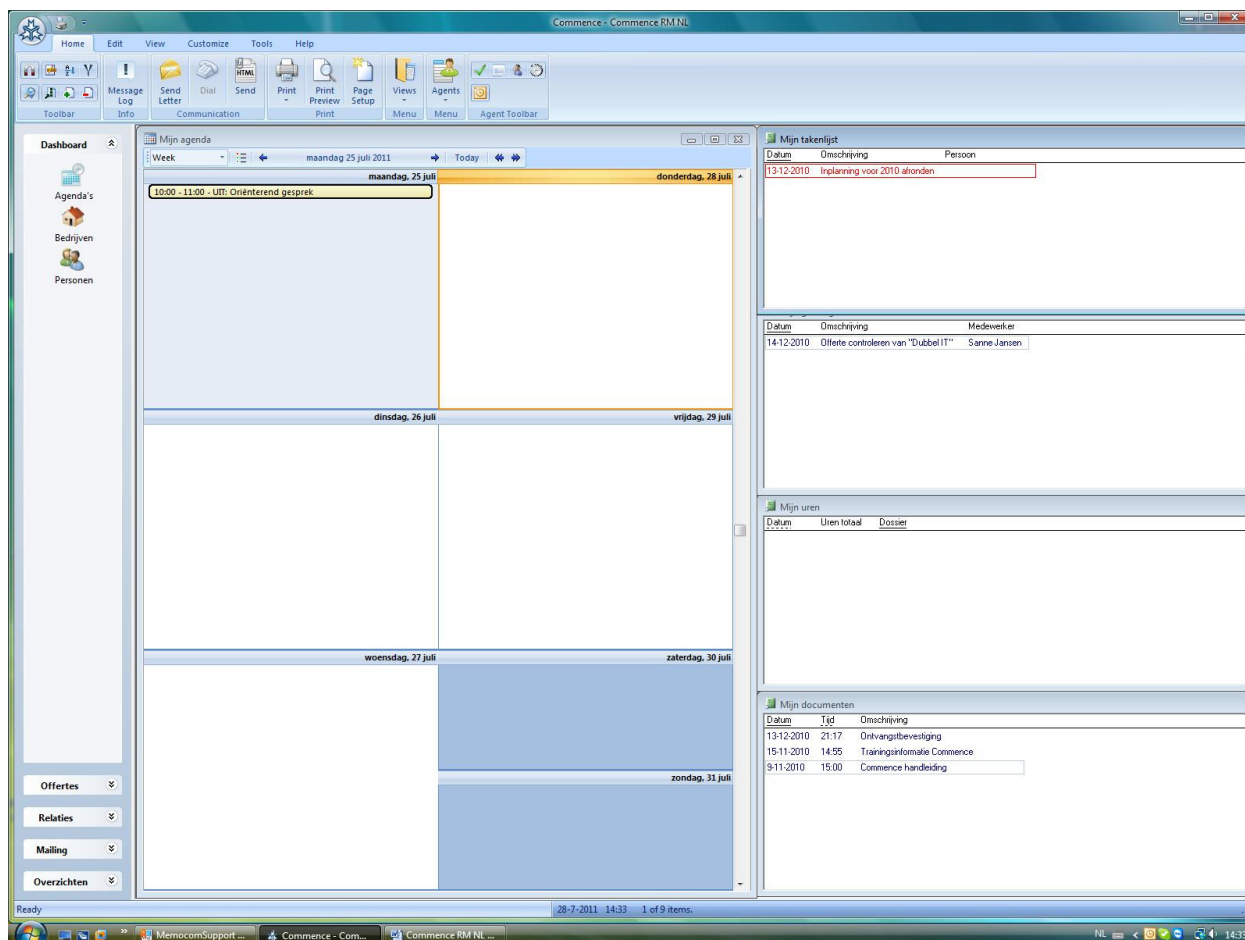 Commence - Commence RM NL
Home Edit View Customize Tools Help
Message Log
Send Letter
Dial
HTML
Send
Print
Print Preview
Page Setup
Views
Agents
Toolbar Info Communication Print Menu Menu Agent Toolbar
Dashboard
Agenda's
Bedrijven
Personen
Offertes
Relaties
Mailing
Overzichten
Mijn agenda
Week maandag 25 juli 2011 Today
maandag, 25 juli
10:00 - 11:00 - UIT: Oriënterend gesprek
donderdag, 28 juli
dinsdag, 26 juli
vrijdag, 29 juli
woensdag, 27 juli
zaterdag, 30 juli
zondag, 31 juli
Mijn takenlijst
Datum Omschrijving Persoon
13-12-2010 Inplanning voor 2010 afronden
Datum Omschrijving Medewerker
14-12-2010 Offerte controleren van "Dubbel IT" Sanne Jansen
Mijn uren
Datum Uren totaal Dossier
Mijn documenten
Datum Tijd Omschrijving
13-12-2010 21:17 Ontvangstbevestiging
15-11-2010 14:55 Trainingsinformatie Commence
9-11-2010 15:00 Commence handleiding
Ready 28-7-2011 14:33 1 of 9 items.
MemocomSupport ... Commence - Com... Commence RM NL ... NL 14:33